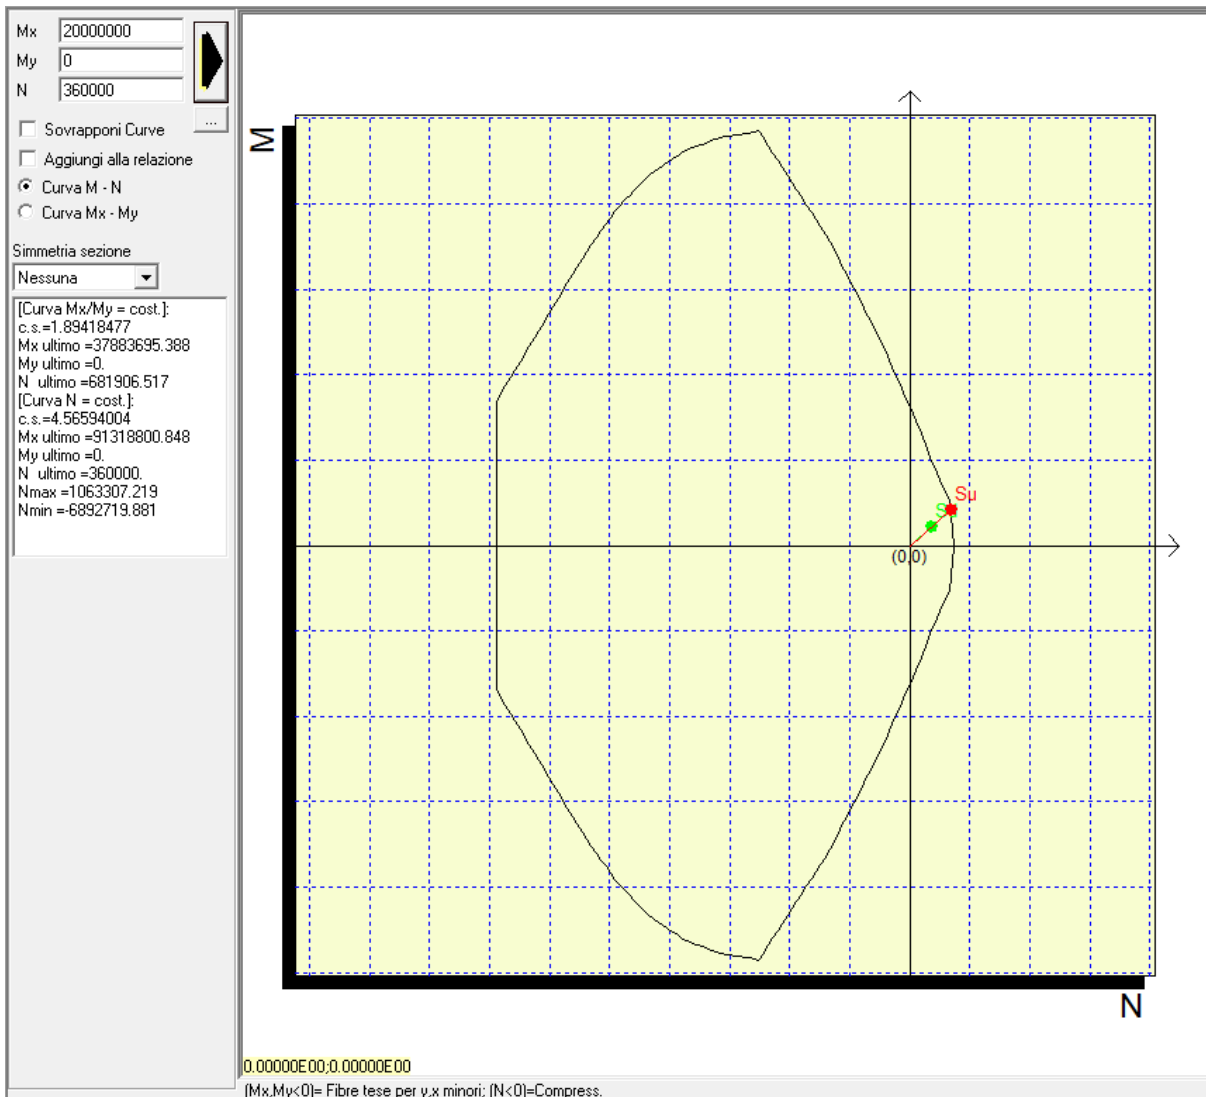 Mx 20000000
My 0
N 360000
...
Sovrapponi Curve
Aggiungi alla relazione
Curva M - N
Curva Mx - My
Simmetria sezione
Nessuna
[Curva Mx/My = cost.]:
c.s.=1.89418477
Mx ultimo =37883695.388
My ultimo =0.
N ultimo =681906.517
[Curva N = cost.]:
c.s.=4.56594004
Mx ultimo =91318800.848
My ultimo =0.
N ultimo =360000.
Nmax =1063307.219
Nmin =-6892719.881
M
Su
(0,0)
N
0.00000E00;0.00000E00
(Mx,My<0)= Fibre tese per y,x minori; (N<0)=Compress.